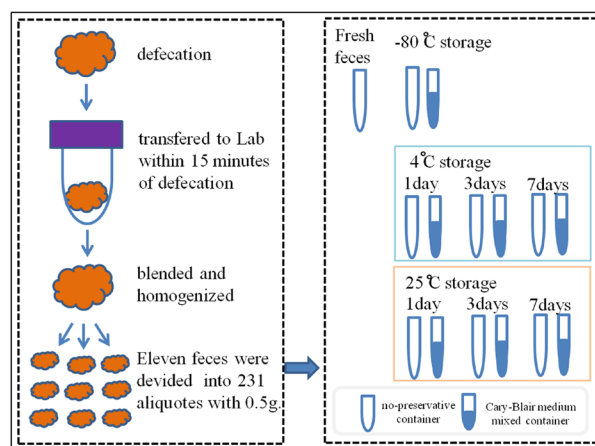 defecation
transfered to Lab
within 15 minutes
of defecation
blended and
homogenized
Eleven feces were
devided into 231
aliquotes with 0.5g.
Fresh
feces
-80℃ storage
4℃ storage
1day 3days 7days
25℃ storage
1day 3days 7days
no-preservative
container
Cary-Blair medium
mixed container